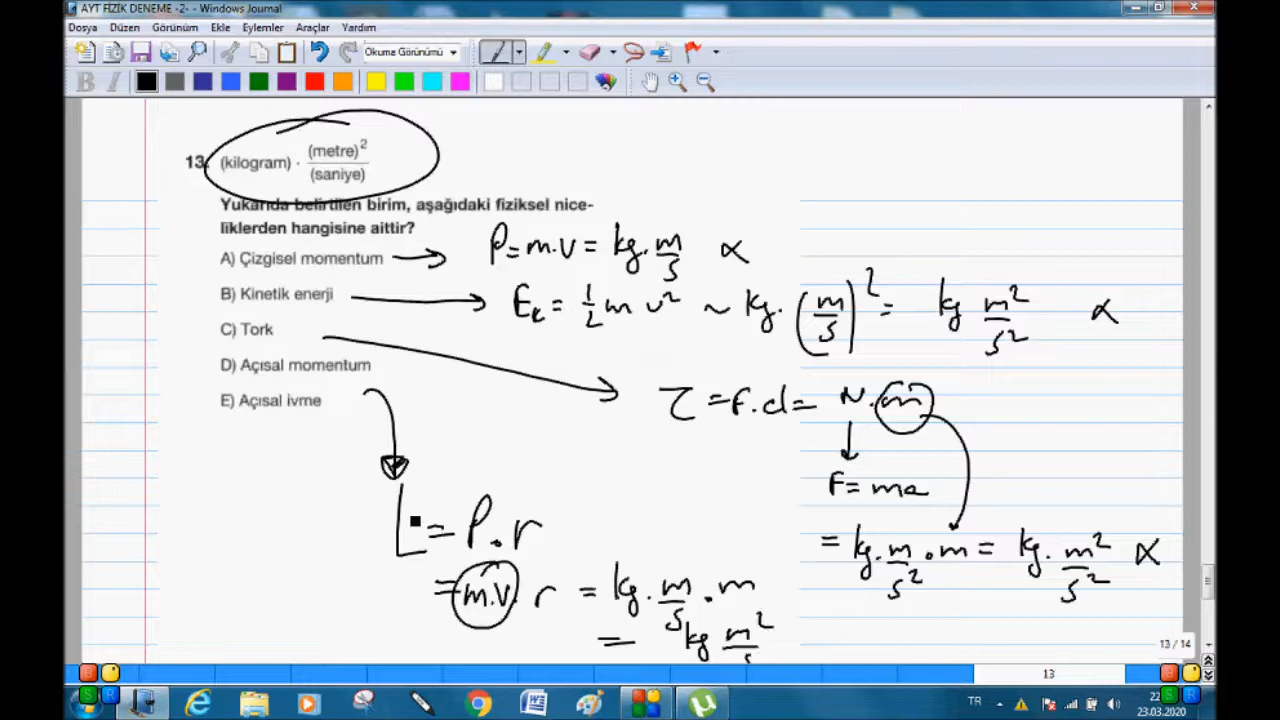 AYT FİZİK DENEME -2- - Windows Journal
Dosya Düzen Görünüm Ekle Eylemler Araçlar Yardım
Okuma Görünümü
B I
13. (kilogram) · (metre)² / (saniye)
Yukarıda belirtilen birim, aşağıdaki fiziksel nice-
liklerden hangisine aittir?
A) Çizgisel momentum
P = m.v = kg. m/s α
B) Kinetik enerji
E_k = 1/2 m v² ~ kg. (m/s)² = kg m²/s² α
C) Tork
τ = F.d = N.m
F = ma
= kg. m/s² . m = kg. m²/s² α
D) Açısal momentum
E) Açısal ivme
L = P.r
= m.v. r = kg. m/s . m
= kg m²/s
13 / 14
13
TR
22
23.03.2020
S R
S R